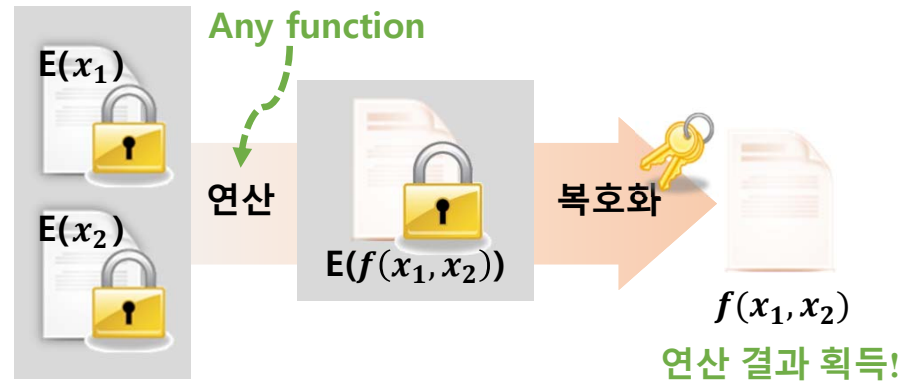 Any function
E(𝒙₁)
E(𝒙₂)
연산
E(𝒇(𝒙₁, 𝒙₂))
복호화
𝒇(𝒙₁, 𝒙₂)
연산 결과 획득!